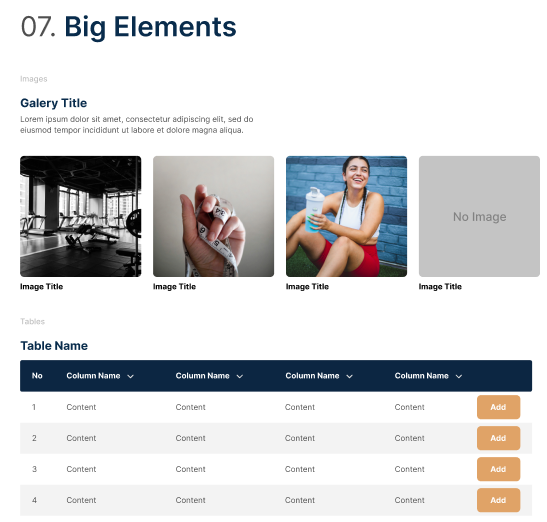 07. Big Elements
Images
Galery Title
Lorem ipsum dolor sit amet, consectetur adipiscing elit, sed do
eiusmod tempor incididunt ut labore et dolore magna aliqua.
No Image
Image Title Image Title Image Title Image Title
Tables
Table Name
No Column Name Column Name Column Name Column Name
1 Content Content Content Content Add
2 Content Content Content Content Add
3 Content Content Content Content Add
4 Content Content Content Content Add